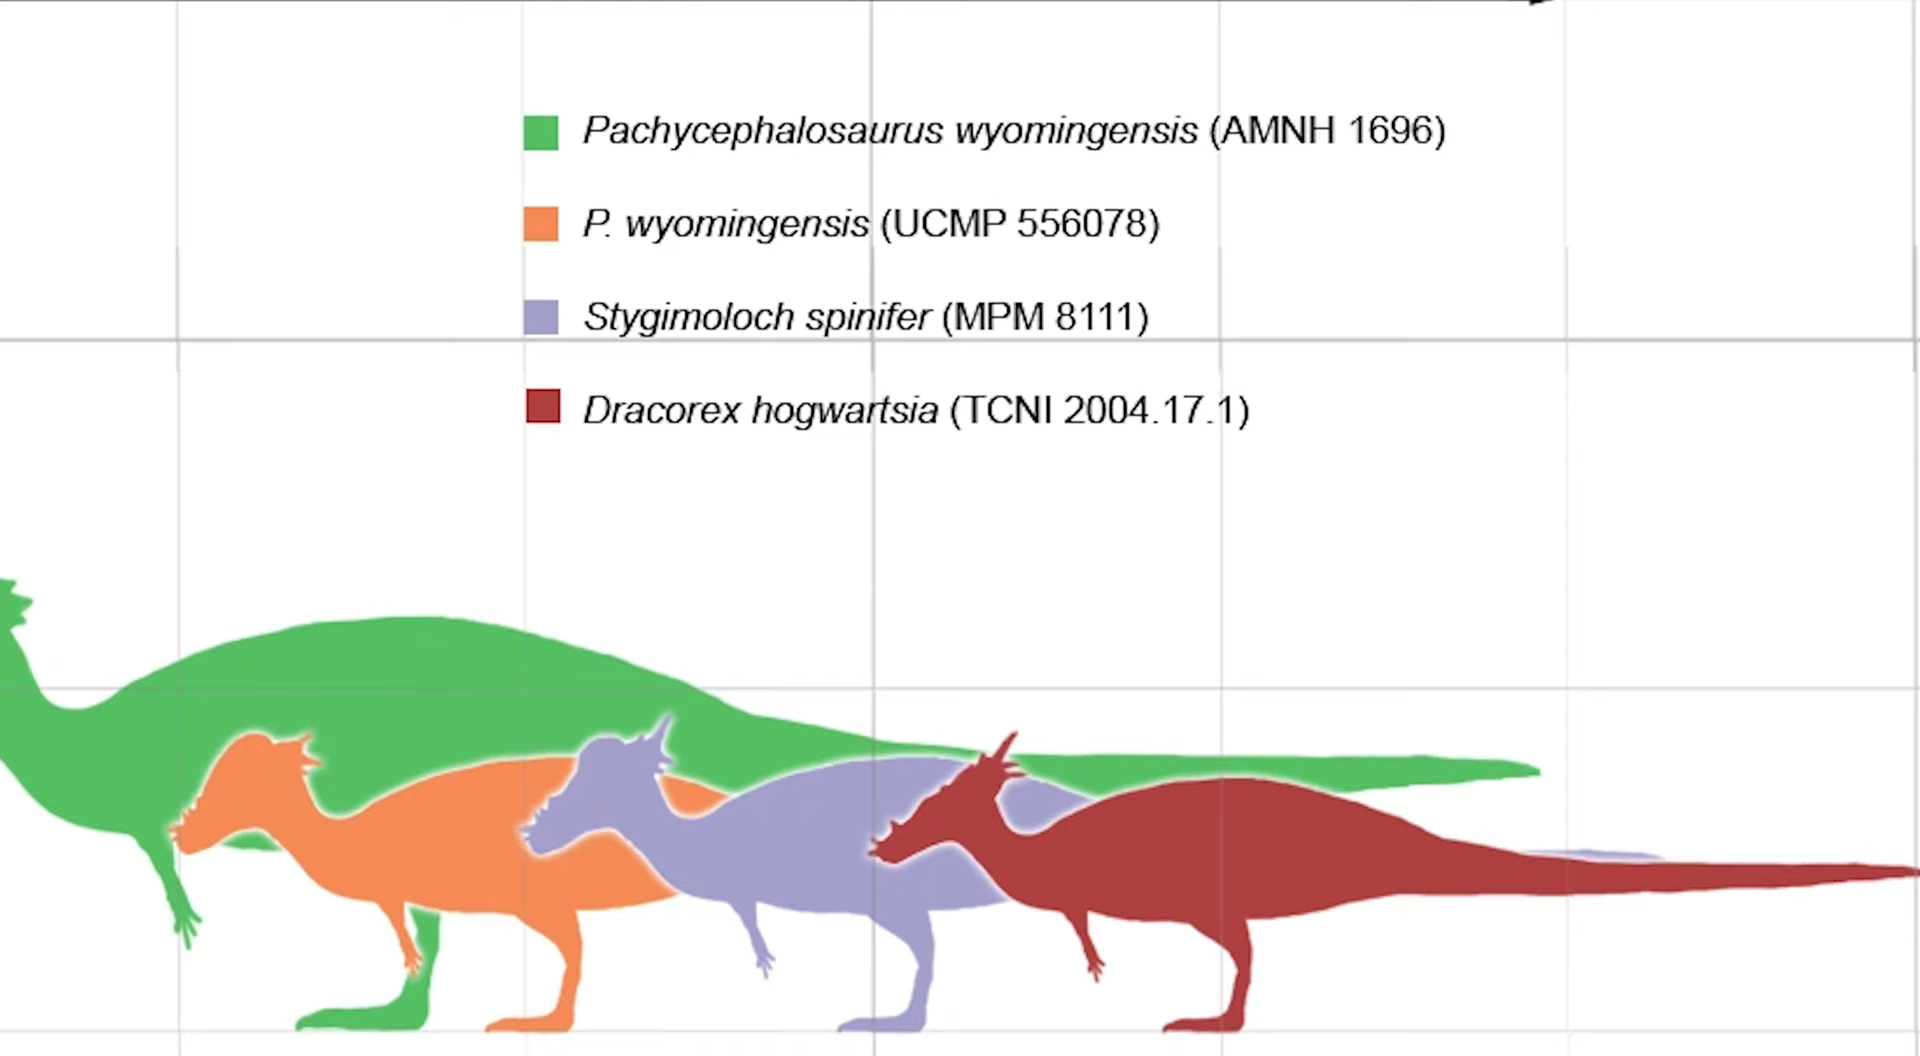 Pachycephalosaurus wyomingensis (AMNH 1696)
P. wyomingensis (UCMP 556078)
Stygimoloch spinifer (MPM 8111)
Dracorex hogwartsia (TCNI 2004.17.1)